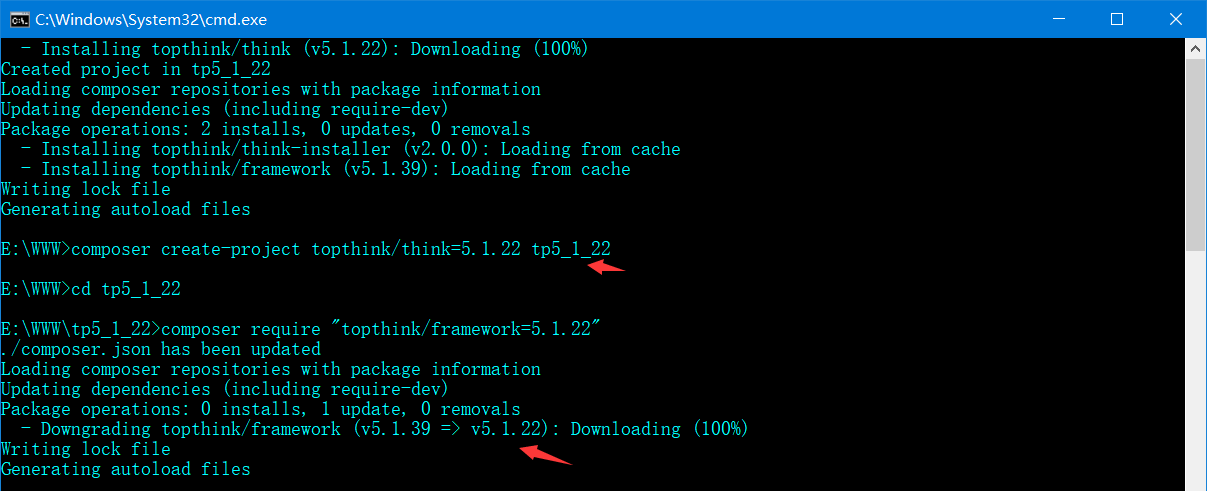 C:\Windows\System32\cmd.exe
- Installing topthink/think (v5.1.22): Downloading (100%)
Created project in tp5_1_22
Loading composer repositories with package information
Updating dependencies (including require-dev)
Package operations: 2 installs, 0 updates, 0 removals
- Installing topthink/think-installer (v2.0.0): Loading from cache
- Installing topthink/framework (v5.1.39): Loading from cache
Writing lock file
Generating autoload files
E:\WWW>composer create-project topthink/think=5.1.22 tp5_1_22
E:\WWW>cd tp5_1_22
E:\WWW\tp5_1_22>composer require "topthink/framework=5.1.22"
./composer.json has been updated
Loading composer repositories with package information
Updating dependencies (including require-dev)
Package operations: 0 installs, 1 update, 0 removals
- Downgrading topthink/framework (v5.1.39 => v5.1.22): Downloading (100%)
Writing lock file
Generating autoload files